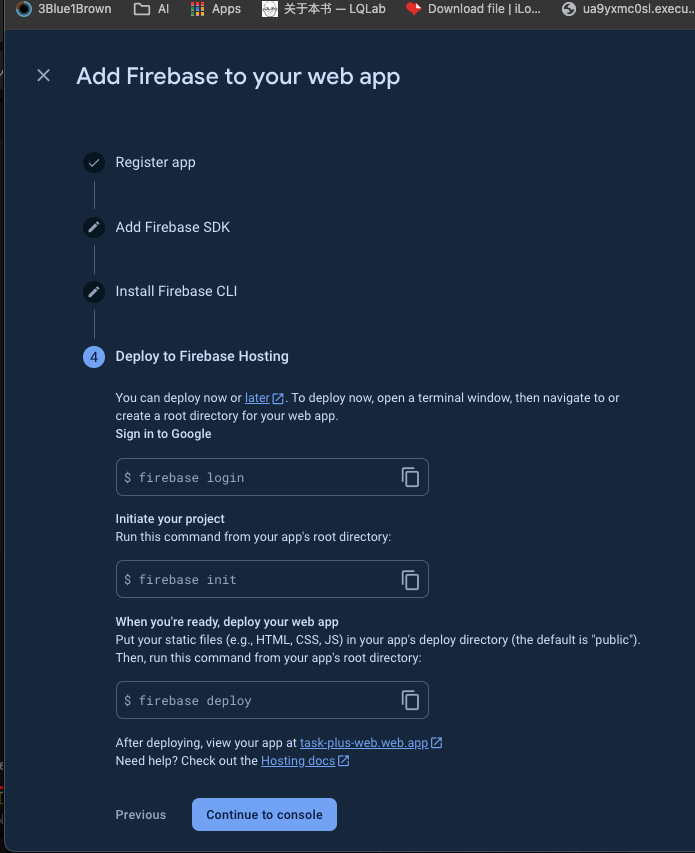 3Blue1Brown AI Apps 关于本书 — LQLab Download file | iLo... ua9yxmc0sl.execu...
Add Firebase to your web app
Register app
Add Firebase SDK
Install Firebase CLI
4 Deploy to Firebase Hosting
You can deploy now or later. To deploy now, open a terminal window, then navigate to or
create a root directory for your web app.
Sign in to Google
$ firebase login
Initiate your project
Run this command from your app's root directory:
$ firebase init
When you're ready, deploy your web app
Put your static files (e.g., HTML, CSS, JS) in your app's deploy directory (the default is "public").
Then, run this command from your app's root directory:
$ firebase deploy
After deploying, view your app at task-plus-web.web.app
Need help? Check out the Hosting docs
Previous Continue to console